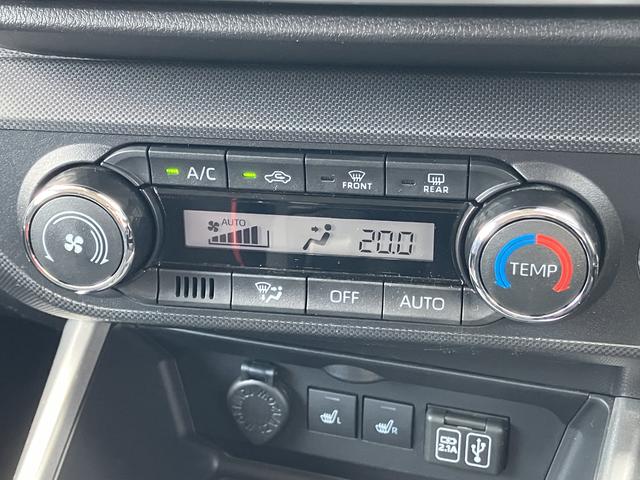 A/C
FRONT
REAR
AUTO
20.0
OFF
AUTO
TEMP
L
R
2.1A